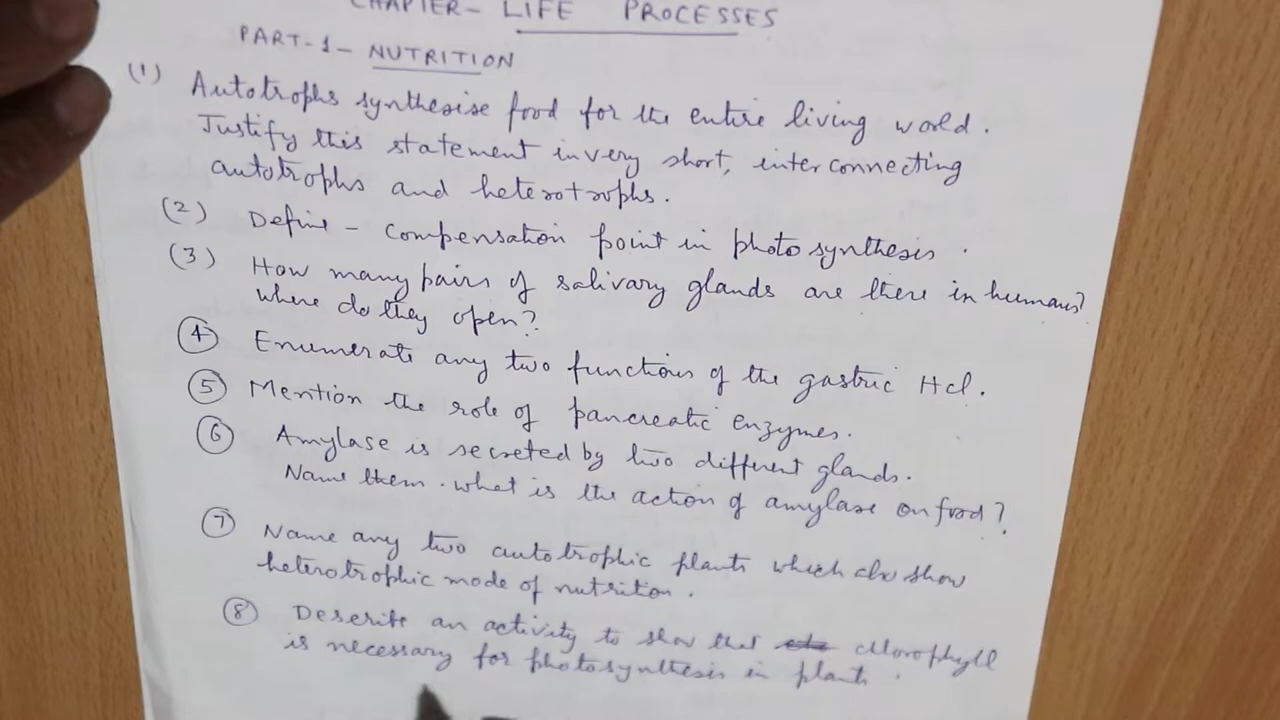 CHAPTER- LIFE PROCESSES
PART-1- NUTRITION
(1) Autotrophs synthesise food for the entire living world.
Justify this statement in very short, inter connecting
autotrophs and heterotrophs.
(2) Define - Compensation point in photosynthesis.
(3) How many pairs of salivary glands are there in humans?
Where do they open?
④ Enumerate any two functions of the gastric Hcl.
⑤ Mention the role of pancreatic enzymes.
⑥ Amylase is secreted by two different glands.
Name them. what is the action of amylase on food?
⑦ Name any two autotrophic plants which also show
heterotrophic mode of nutrition.
⑧ Describe an activity to show that chlorophyll
is necessary for photosynthesis in plants.